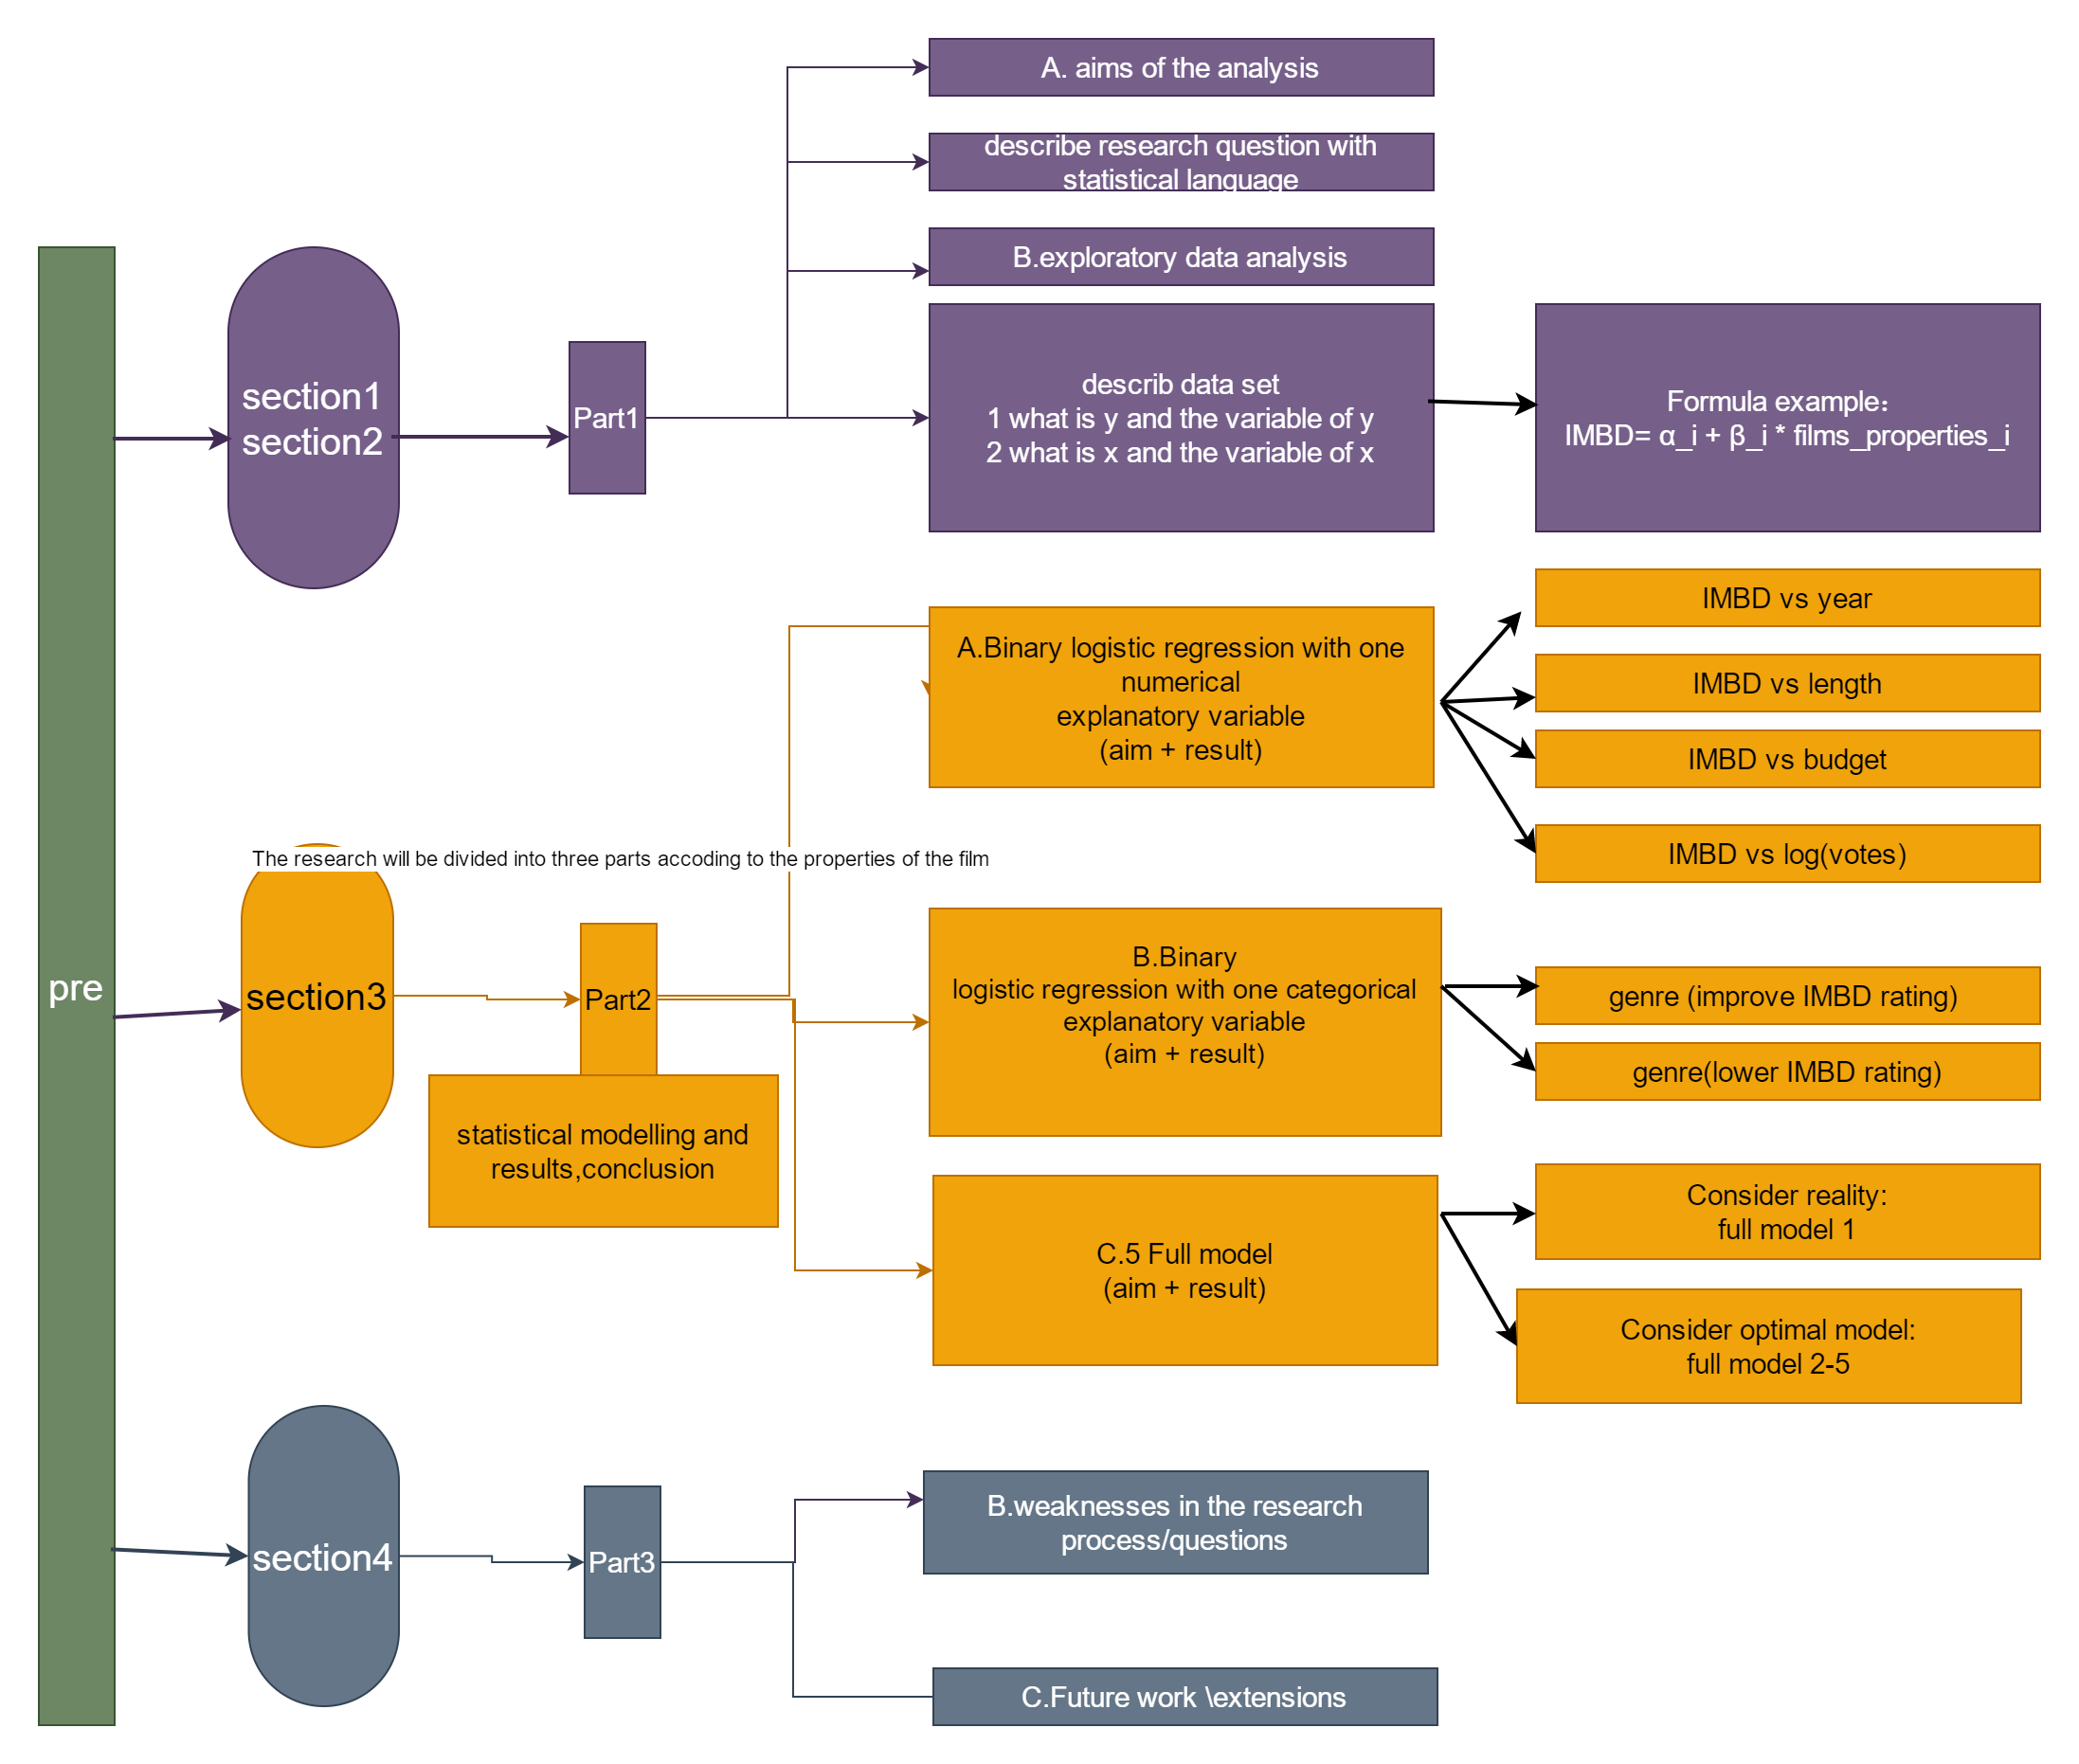 A. aims of the analysis
describe research question with
statistical language
B.exploratory data analysis
section1
section2
Part1
describ data set
1 what is y and the variable of y
2 what is x and the variable of x
Formula example：
IMBD= α_i + β_i * films_properties_i
pre
The research will be divided into three parts accoding to the properties of the film
section3
Part2
statistical modelling and
results,conclusion
A.Binary logistic regression with one
numerical
explanatory variable
(aim + result)
IMBD vs year
IMBD vs length
IMBD vs budget
IMBD vs log(votes)
B.Binary
logistic regression with one categorical
explanatory variable
(aim + result)
genre (improve IMBD rating)
genre(lower IMBD rating)
C.5 Full model
(aim + result)
Consider reality:
full model 1
Consider optimal model:
full model 2-5
section4
Part3
B.weaknesses in the research
process/questions
C.Future work \extensions